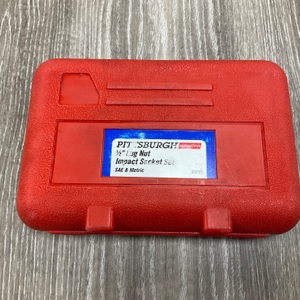 PITTSBURGH
½" Lug Nut
Impact Socket Set
SAE & Metric